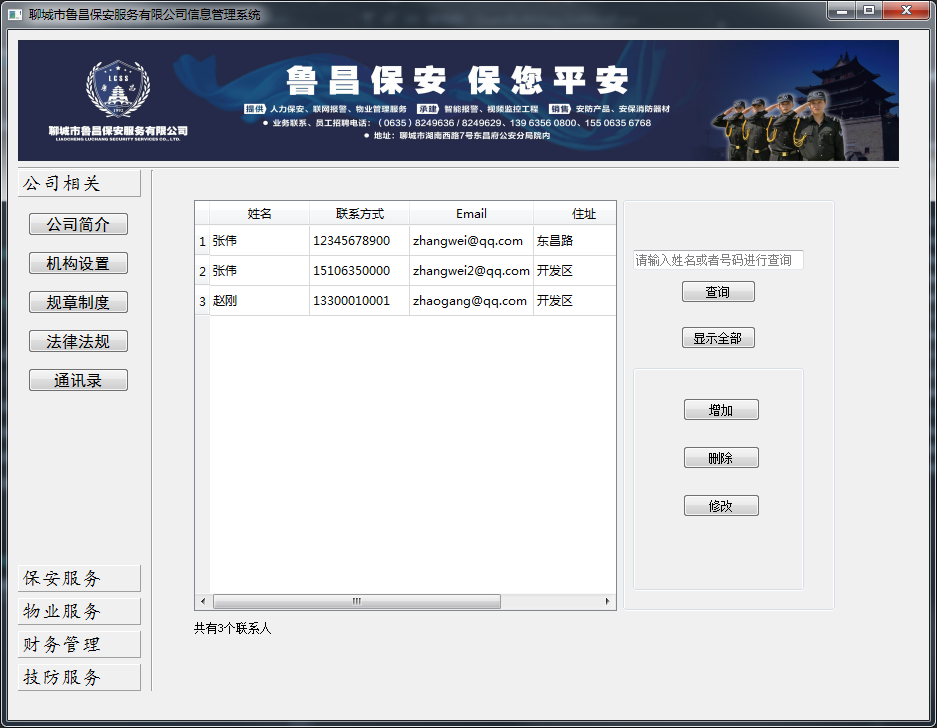 聊城市鲁昌保安服务有限公司信息管理系统
LCSS
鲁 昌
1992
聊城市鲁昌保安服务有限公司
LIAOCHENG LUCHANG SECURITY SERVICES CO., LTD.
鲁昌保安 保您平安
提供 人力保安、联网报警、物业管理服务 承建 智能报警、视频监控工程 销售 安防产品、安保消防器材
● 业务联系、员工招聘电话:（0635）8249636 / 8249629、139 6356 0800、155 0635 6768
● 地址：聊城市湖南西路7号东昌府公安分局院内
公司相关
公司简介
机构设置
规章制度
法律法规
通讯录
保安服务
物业服务
财务管理
技防服务
姓名 联系方式 Email 住址
1 张伟 12345678900 zhangwei@qq.com 东昌路
2 张伟 15106350000 zhangwei2@qq.com 开发区
3 赵刚 13300010001 zhaogang@qq.com 开发区
共有3个联系人
请输入姓名或者号码进行查询
查询
显示全部
增加
删除
修改